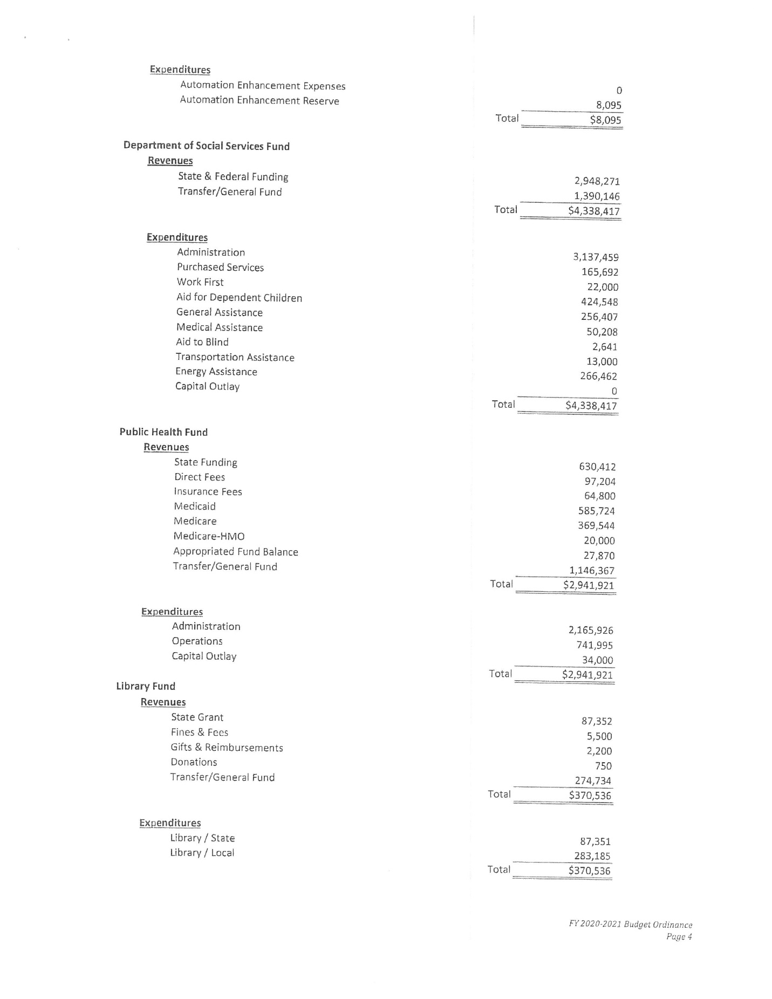 Expenditures
Automation Enhancement Expenses 0
Automation Enhancement Reserve 8,095
Total $8,095
Department of Social Services Fund
Revenues
State & Federal Funding 2,948,271
Transfer/General Fund 1,390,146
Total $4,338,417
Expenditures
Administration 3,137,459
Purchased Services 165,692
Work First 22,000
Aid for Dependent Children 424,548
General Assistance 256,407
Medical Assistance 50,208
Aid to Blind 2,641
Transportation Assistance 13,000
Energy Assistance 266,462
Capital Outlay 0
Total $4,338,417
Public Health Fund
Revenues
State Funding 630,412
Direct Fees 97,204
Insurance Fees 64,800
Medicaid 585,724
Medicare 369,544
Medicare-HMO 20,000
Appropriated Fund Balance 27,870
Transfer/General Fund 1,146,367
Total $2,941,921
Expenditures
Administration 2,165,926
Operations 741,995
Capital Outlay 34,000
Total $2,941,921
Library Fund
Revenues
State Grant 87,352
Fines & Fees 5,500
Gifts & Reimbursements 2,200
Donations 750
Transfer/General Fund 274,734
Total $370,536
Expenditures
Library / State 87,351
Library / Local 283,185
Total $370,536
FY 2020-2021 Budget Ordinance
Page 4